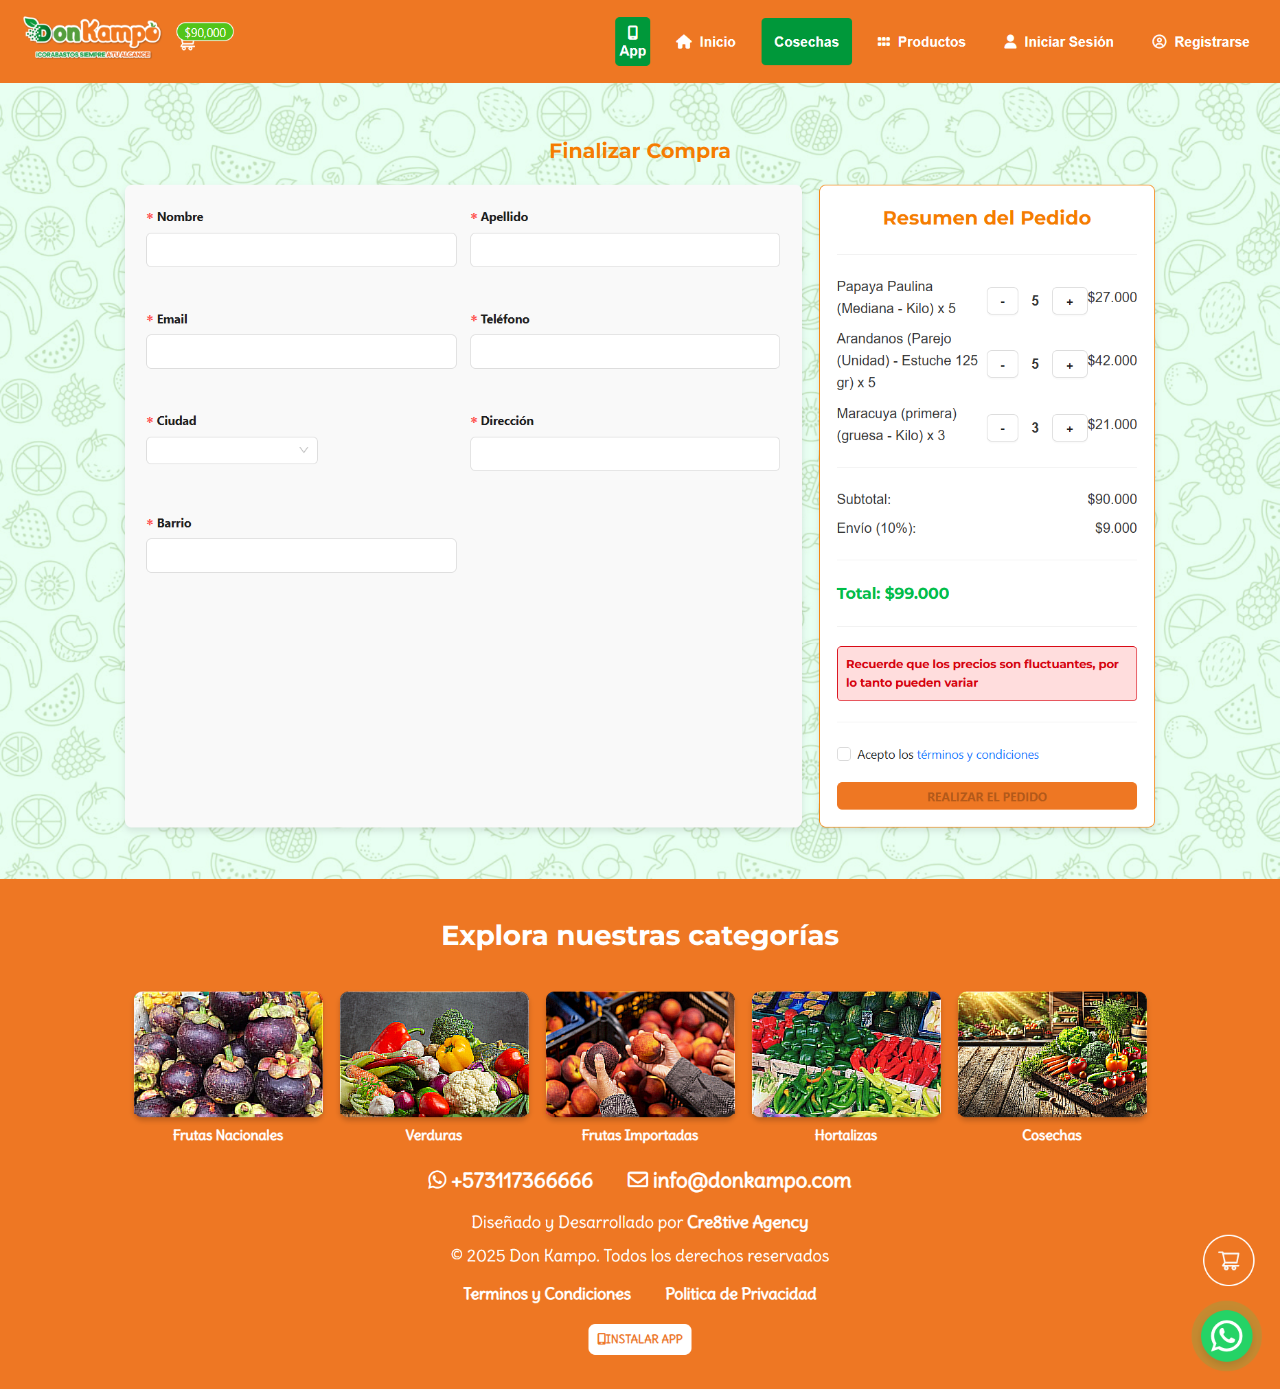 DonKampo
¡CORABASTOS SIEMPRE A TU ALCANCE!
$90,000
App
Inicio
Cosechas
Productos
Iniciar Sesión
Registrarse
Finalizar Compra
* Nombre
* Apellido
* Email
* Teléfono
* Ciudad
* Dirección
* Barrio
Resumen del Pedido
Papaya Paulina
(Mediana - Kilo) x 5
- 5 + $27.000
Arandanos (Parejo
(Unidad) - Estuche 125
gr) x 5
- 5 + $42.000
Maracuya (primera)
(gruesa - Kilo) x 3
- 3 + $21.000
Subtotal: $90.000
Envío (10%): $9.000
Total: $99.000
Recuerde que los precios son fluctuantes, por
lo tanto pueden variar
Acepto los términos y condiciones
REALIZAR EL PEDIDO
Explora nuestras categorías
Frutas Nacionales
Verduras
Frutas Importadas
Hortalizas
Cosechas
+573117366666
info@donkampo.com
Diseñado y Desarrollado por Cre8tive Agency
© 2025 Don Kampo. Todos los derechos reservados
Terminos y Condiciones
Politica de Privacidad
INSTALAR APP